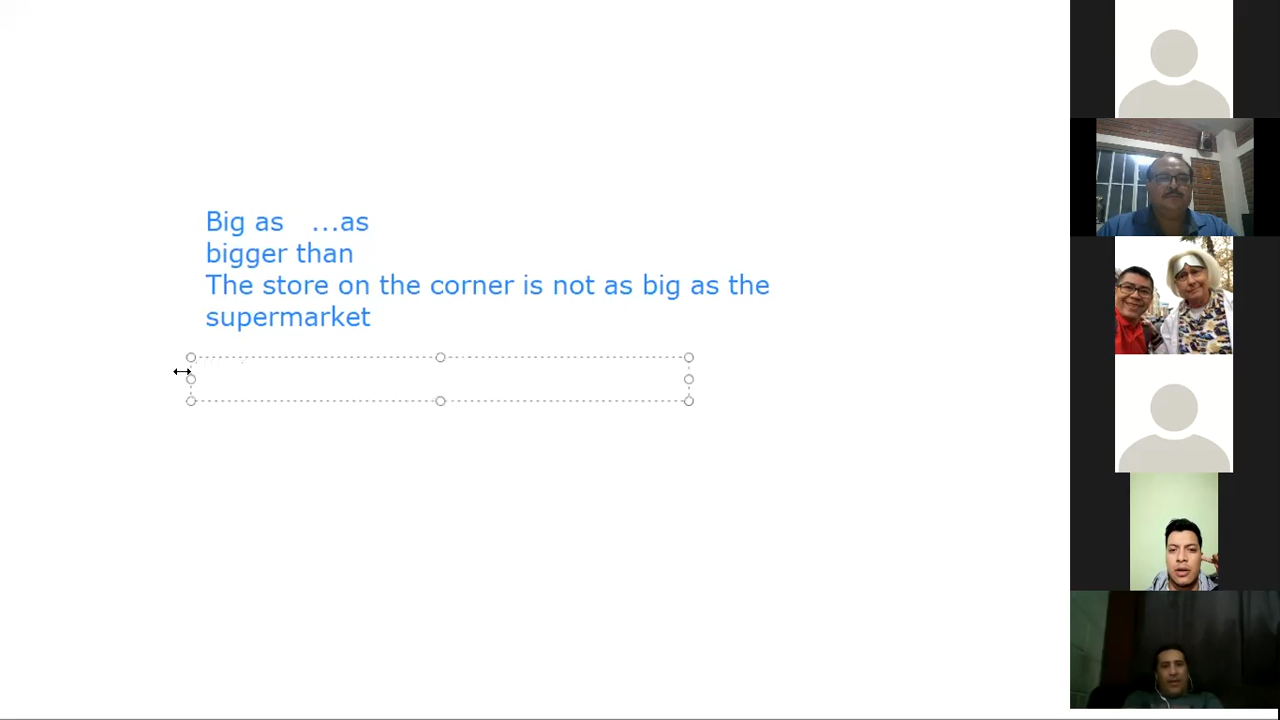 Big as …as
bigger than
The store on the corner is not as big as the
supermarket